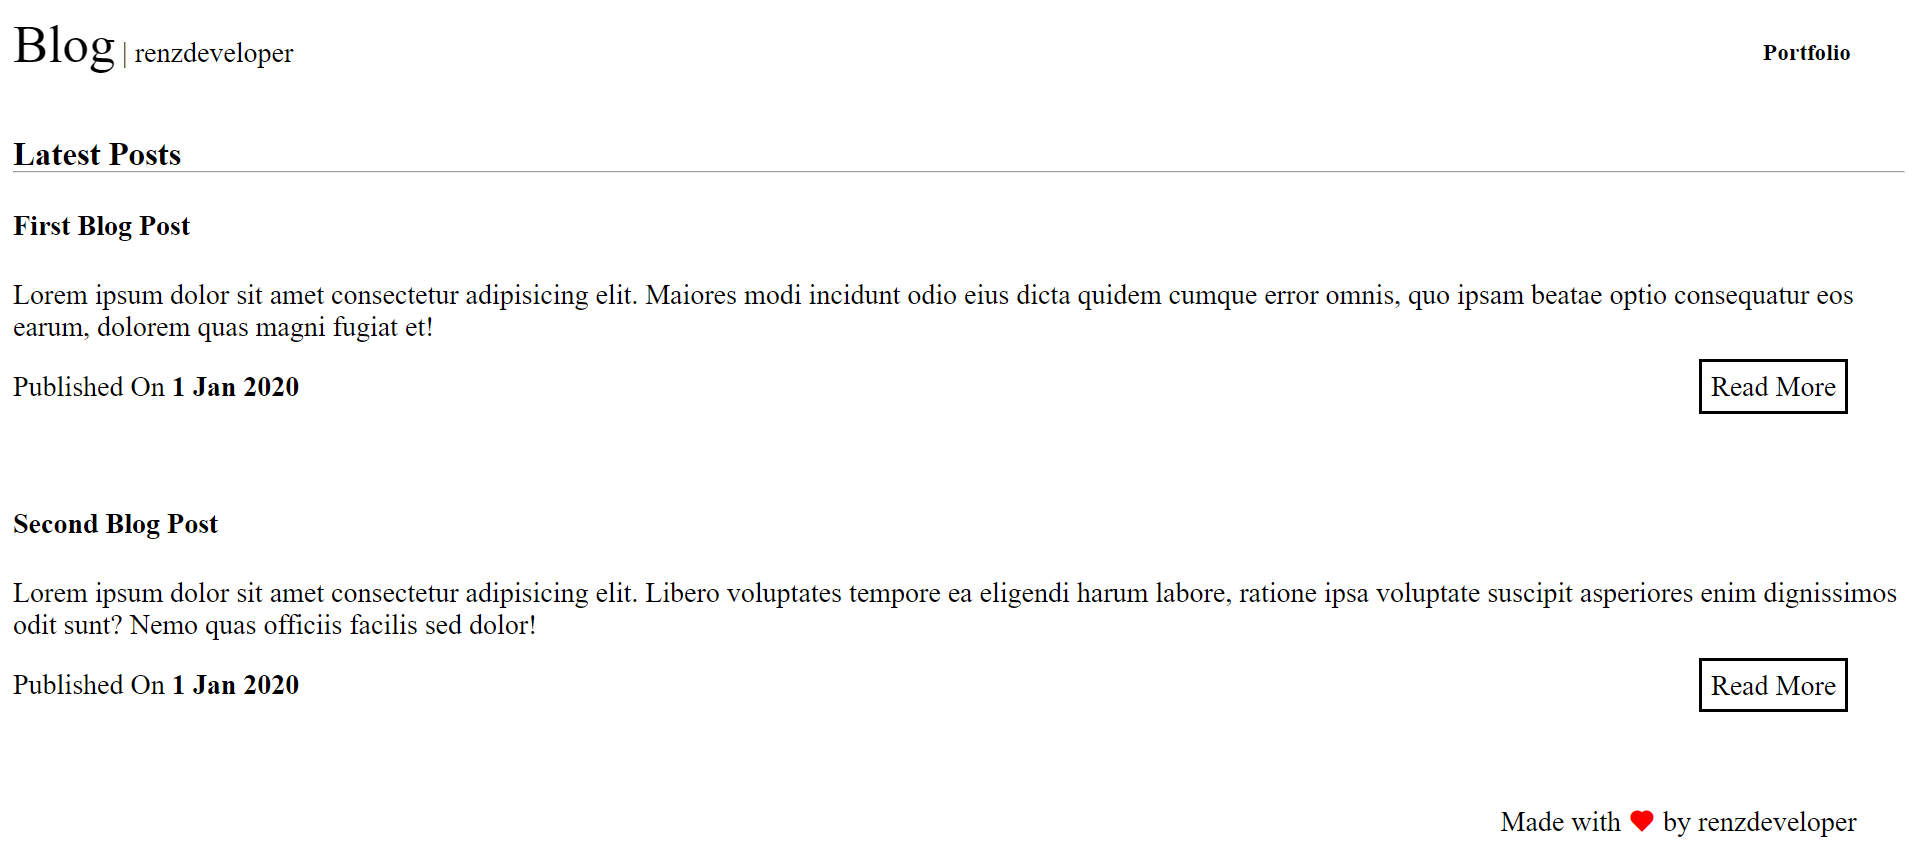 Blog | renzdeveloper
Portfolio
Latest Posts
First Blog Post
Lorem ipsum dolor sit amet consectetur adipisicing elit. Maiores modi incidunt odio eius dicta quidem cumque error omnis, quo ipsam beatae optio consequatur eos
earum, dolorem quas magni fugiat et!
Published On 1 Jan 2020
Read More
Second Blog Post
Lorem ipsum dolor sit amet consectetur adipisicing elit. Libero voluptates tempore ea eligendi harum labore, ratione ipsa voluptate suscipit asperiores enim dignissimos
odit sunt? Nemo quas officiis facilis sed dolor!
Published On 1 Jan 2020
Read More
Made with ♥ by renzdeveloper